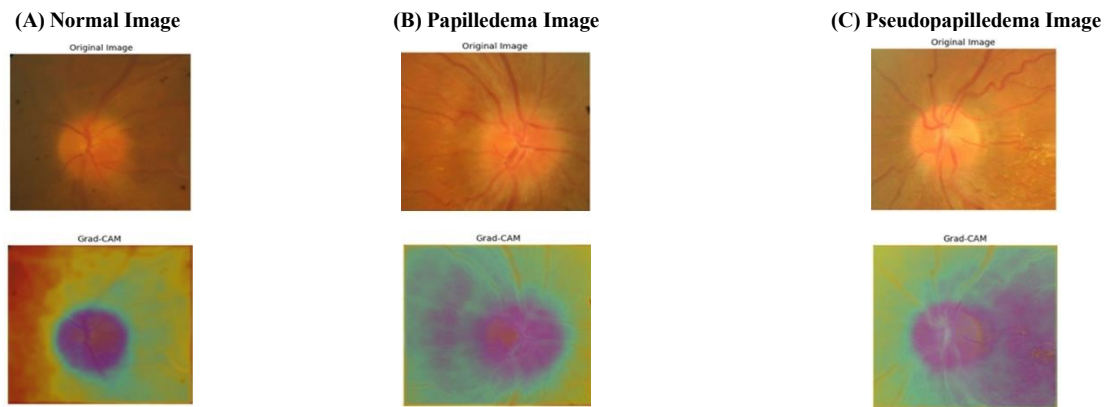 (A) Normal Image
(B) Papilledema Image
(C) Pseudopapilledema Image
Original Image
Original Image
Original Image
Grad-CAM
Grad-CAM
Grad-CAM